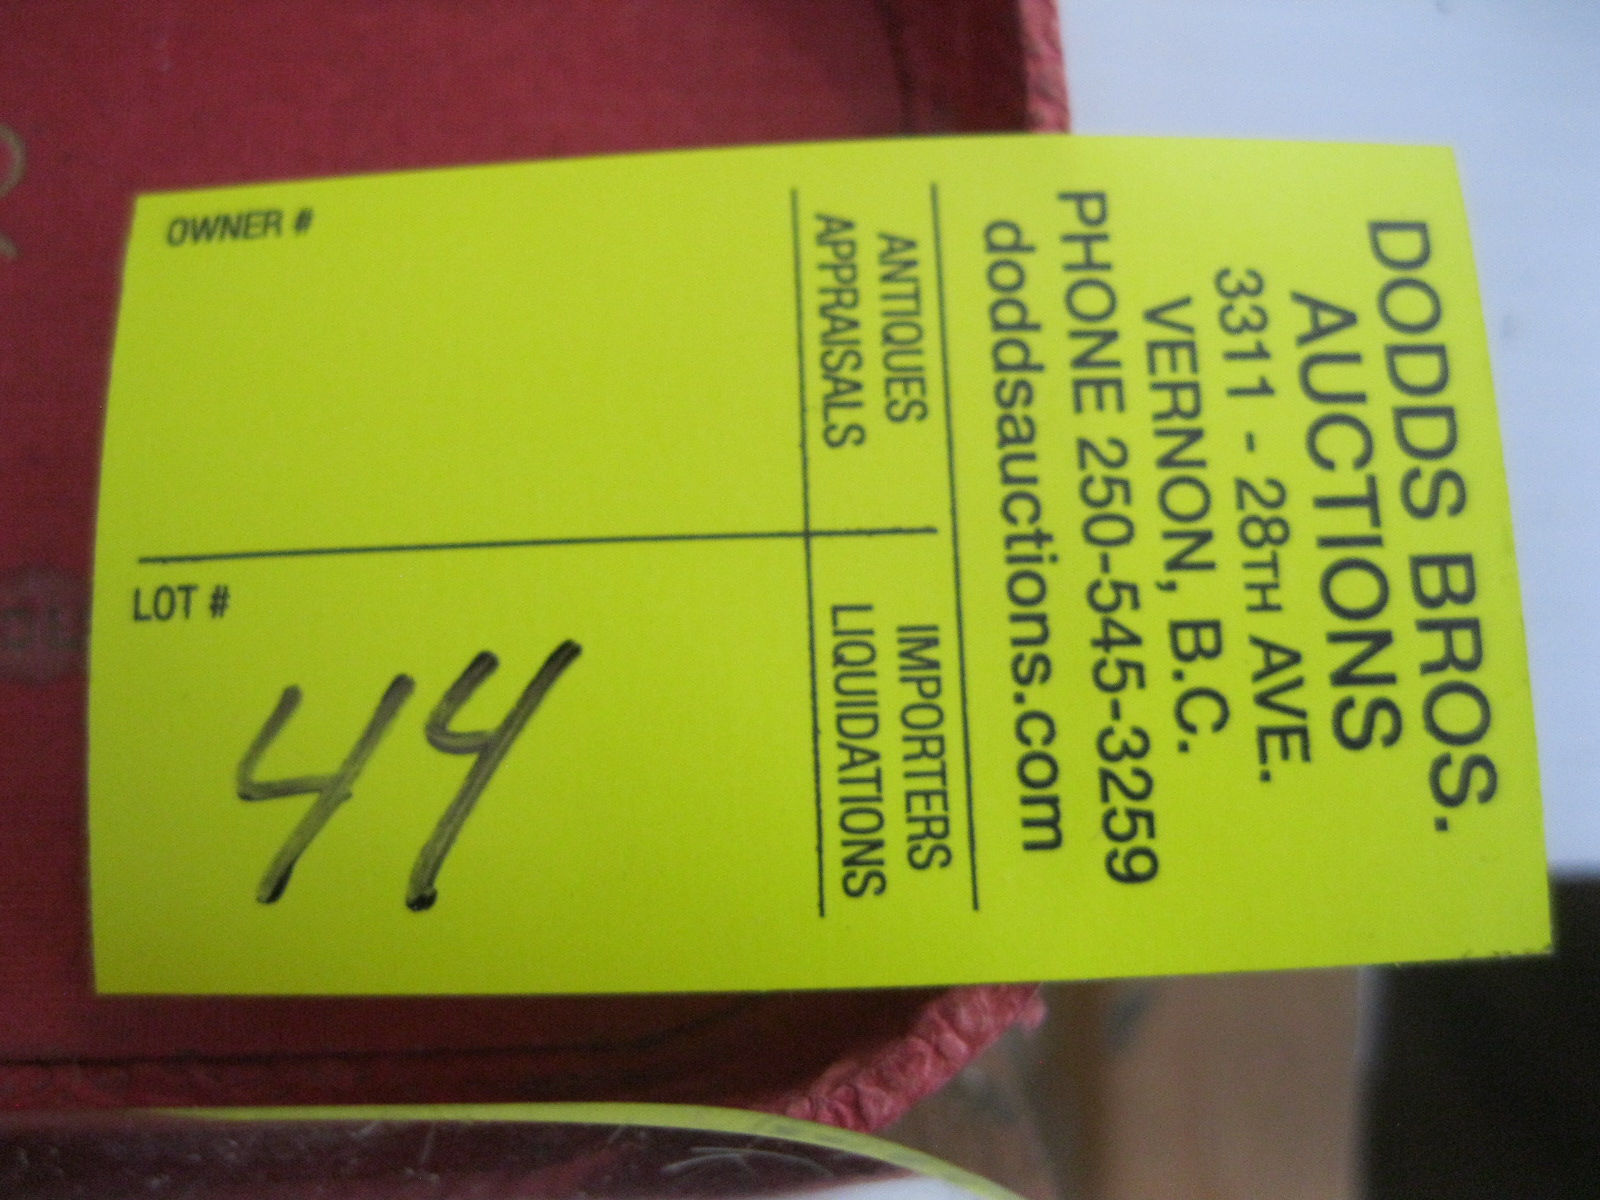 DODDS BROS.
AUCTIONS
3311 - 28TH AVE.
VERNON, B.C.
PHONE 250-545-3259
doddsauctions.com
ANTIQUES
APPRAISALS
IMPORTERS
LIQUIDATIONS
OWNER #
LOT #
44